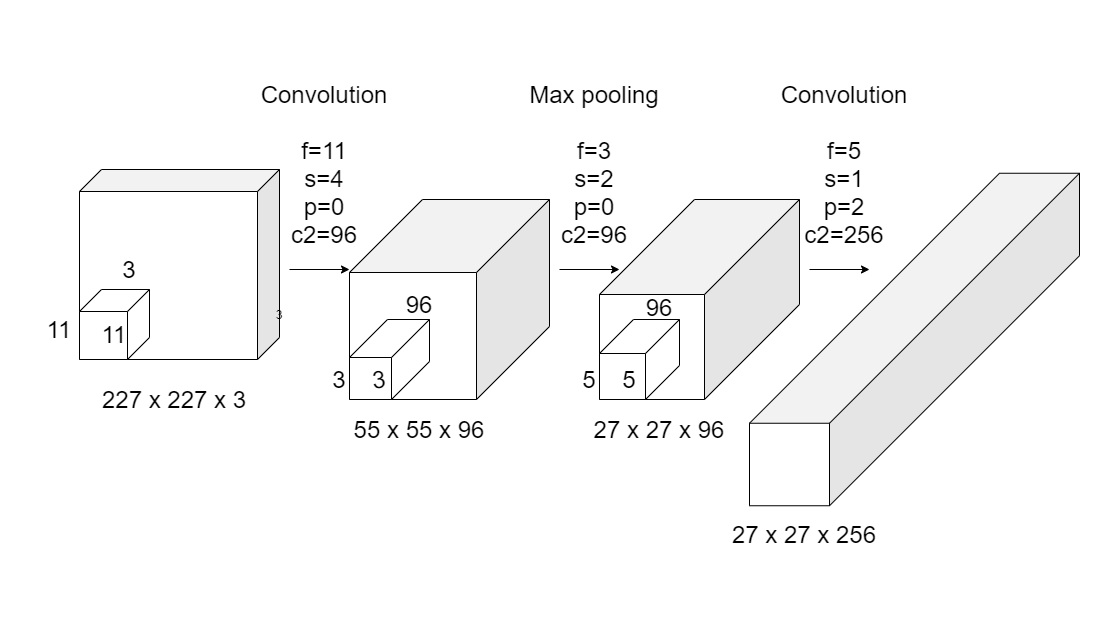 Convolution
Max pooling
Convolution
f=11
s=4
p=0
c2=96
f=3
s=2
p=0
c2=96
f=5
s=1
p=2
c2=256
3
11
11
3
227 x 227 x 3
96
3
3
55 x 55 x 96
96
5
5
27 x 27 x 96
27 x 27 x 256